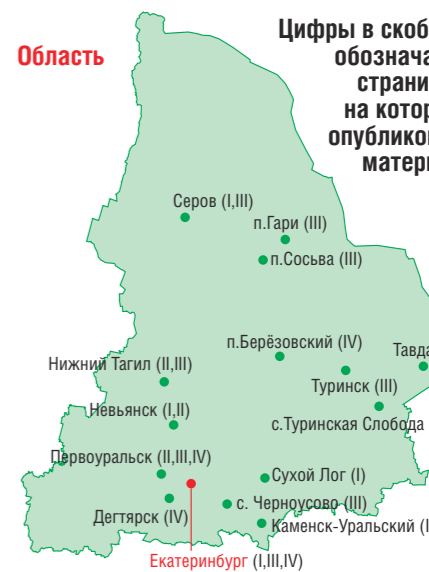 Область
Цифры в скоб
обознача
страни
на котор
опубликов
матери
Серов (I,III)
п.Гари (III)
п.Сосьва (III)
п.Берёзовский (IV)
Тавда
Нижний Тагил (II,III)
Туринск (III)
Невьянск (I,II)
с.Туринская Слобода
Первоуральск (II,III,IV)
Сухой Лог (I)
с. Черноусово (III)
Дегтярск (IV)
Каменск-Уральский (I
Екатеринбург (I,III,IV)